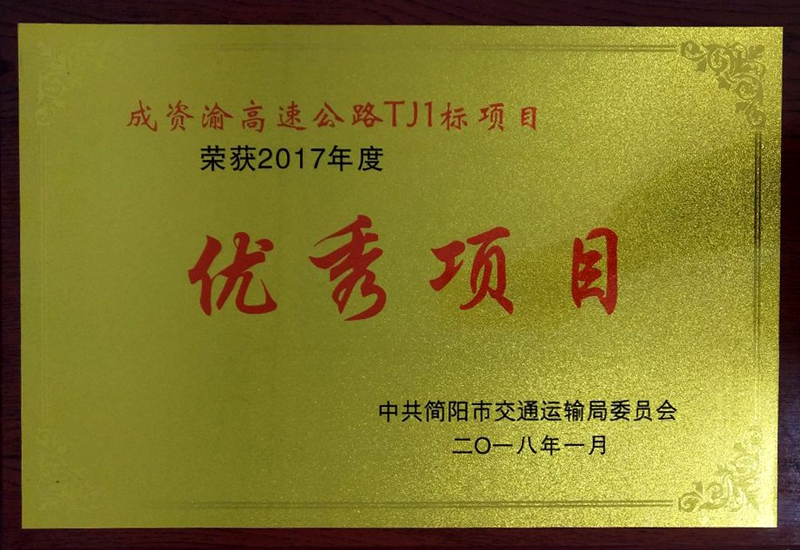 成资渝高速公路TJ1标项目
荣获2017年度
优秀项目
中共简阳市交通运输局委员会
二〇一八年一月